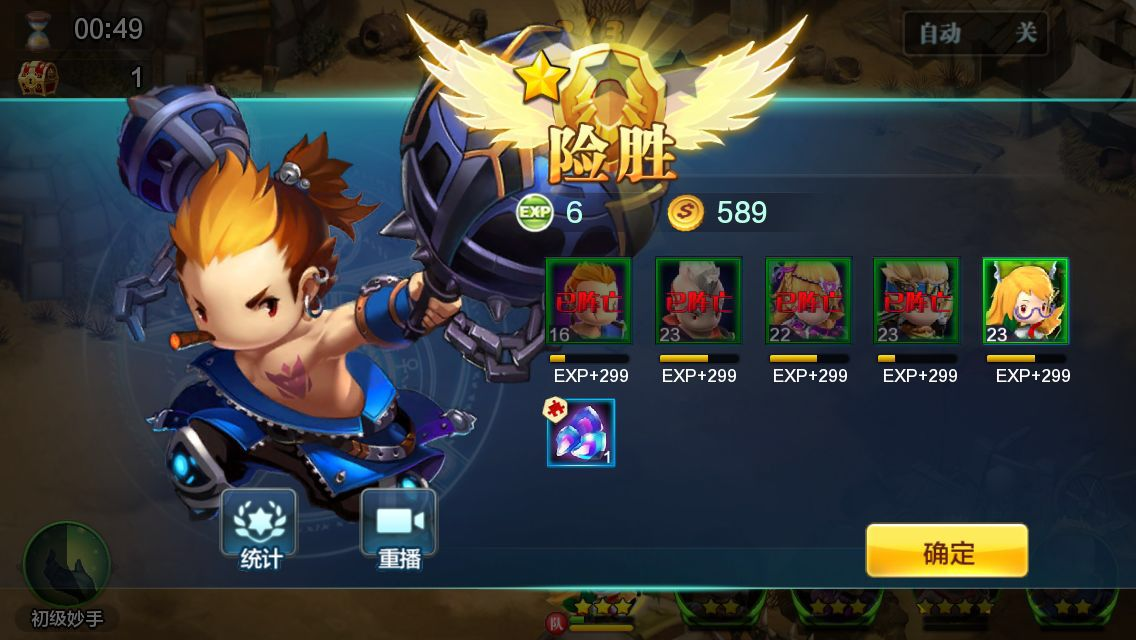 00:49
1
自动 关
险胜
EXP 6
589
已阵亡 已阵亡 已阵亡 已阵亡
16 23 22 23 23
EXP+299 EXP+299 EXP+299 EXP+299 EXP+299
1
统计 重播
确定
初级妙手
队